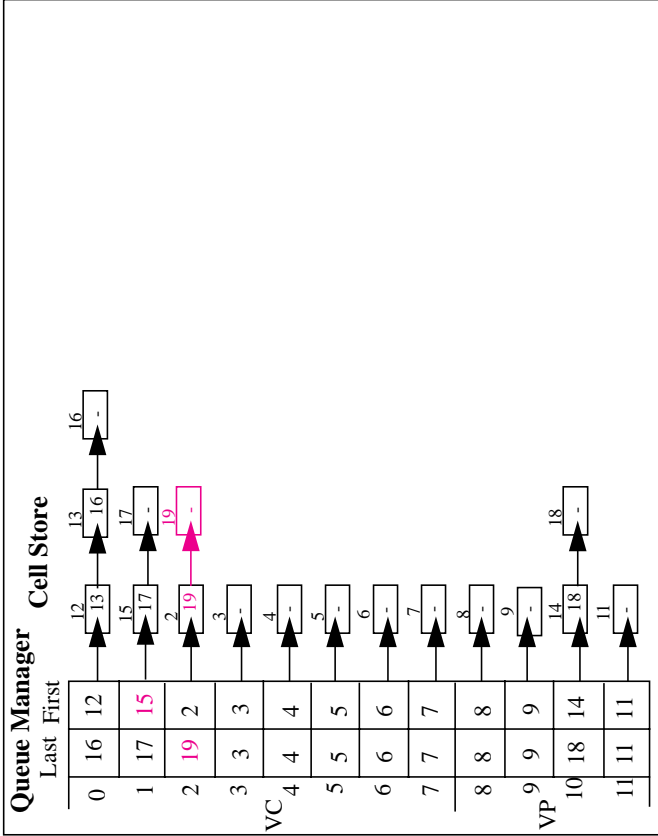 Queue Manager
Cell Store
Last First
0 16 12
12 13
13 16
16 -
1 17 15
15 17
17 -
2 19 2
2 19
19 -
3 3 3
3 -
VC
4 4 4
4 -
5 5 5
5 -
6 6 6
6 -
7 7 7
7 -
8 8 8
8 -
VP
9 9 9
9 -
10 18 14
14 18
18 -
11 11 11
11 -